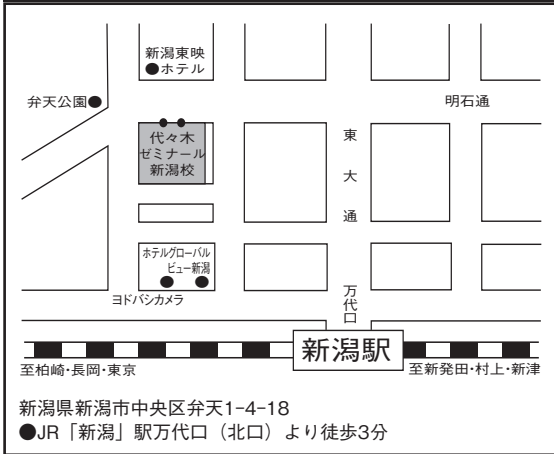 新潟東映
●ホテル
弁天公園●
明石通
代々木
ゼミナール
新潟校
東大通
ホテルグローバル
ビュー新潟
ヨドバシカメラ
万代口
新潟駅
至柏崎・長岡・東京
至新発田・村上・新津
新潟県新潟市中央区弁天1-4-18
●JR「新潟」駅万代口（北口）より徒歩3分